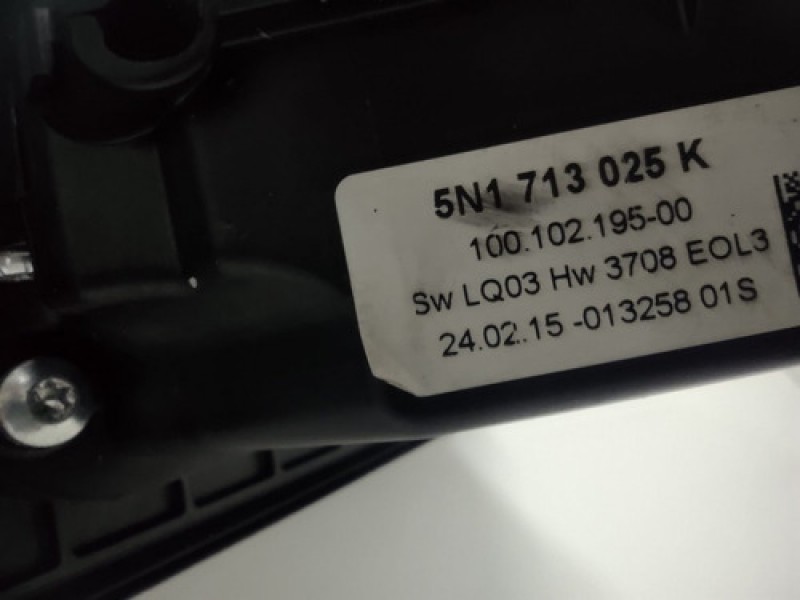 5N1 713 025 K
100.102.195-00
Sw LQ03 Hw 3708 EOL3
24.02.15 -013258 01S